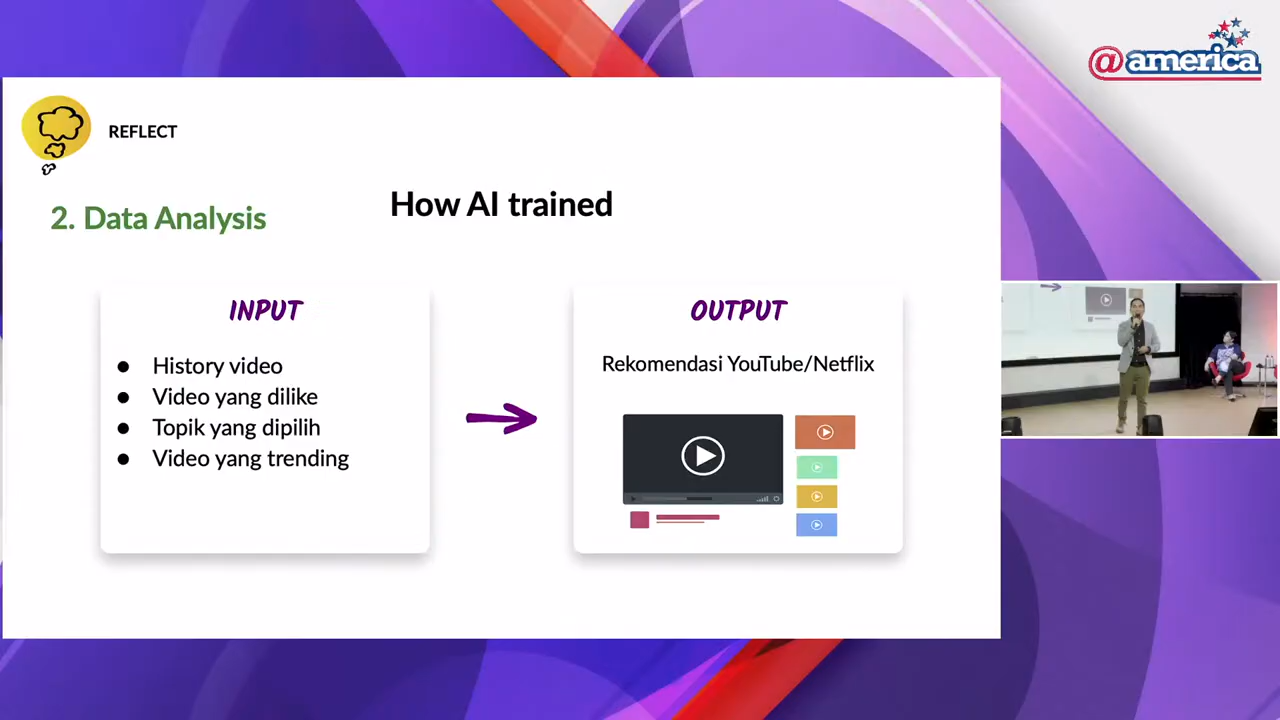 @america
REFLECT
How AI trained
2. Data Analysis
INPUT
History video
Video yang dilike
Topik yang dipilih
Video yang trending
OUTPUT
Rekomendasi YouTube/Netflix